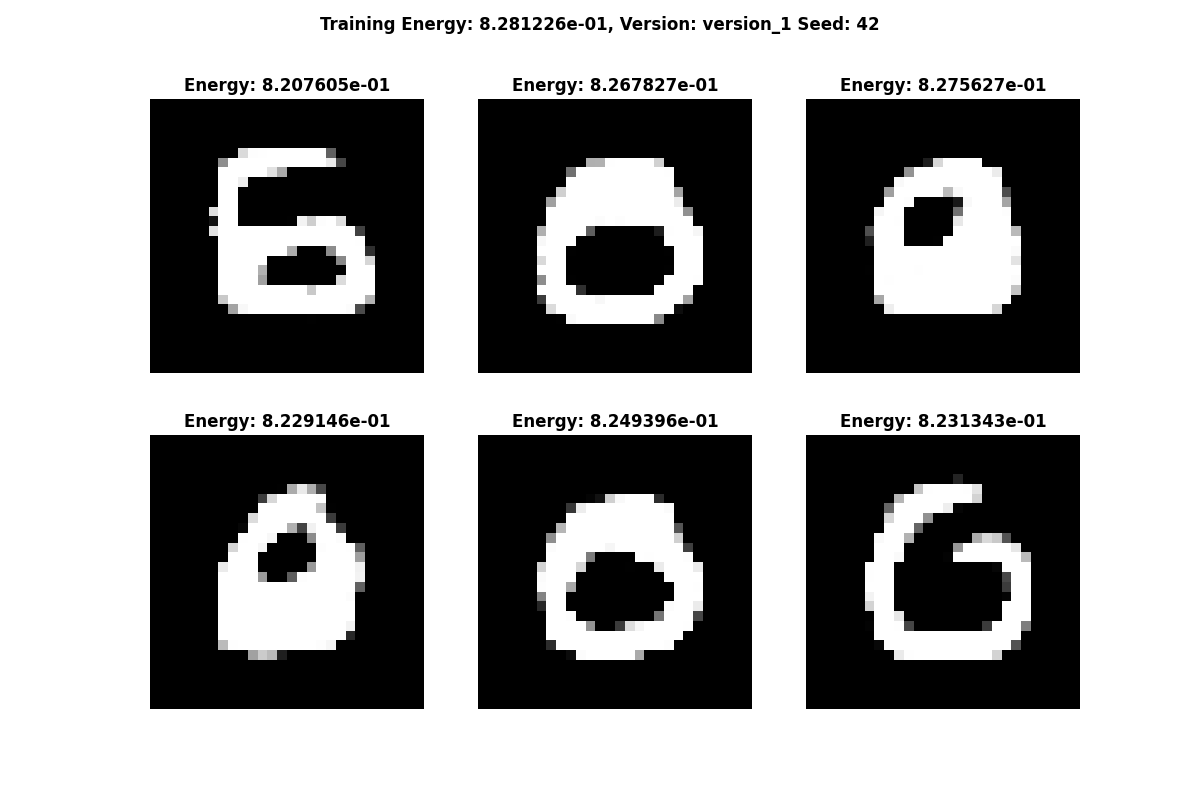 Training Energy: 8.281226e-01, Version: version_1 Seed: 42
Energy: 8.207605e-01
Energy: 8.267827e-01
Energy: 8.275627e-01
Energy: 8.229146e-01
Energy: 8.249396e-01
Energy: 8.231343e-01